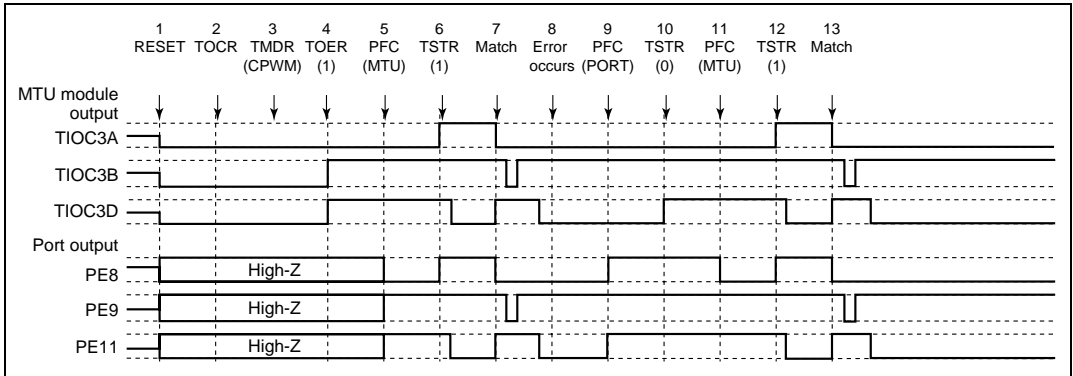 1 2 3 4 5 6 7 8 9 10 11 12 13
RESET TOCR TMDR TOER PFC TSTR Match Error PFC TSTR PFC TSTR Match
(CPWM) (1) (MTU) (1) occurs (PORT) (0) (MTU) (1)
MTU module
output
TIOC3A
TIOC3B
TIOC3D
Port output
PE8 High-Z
PE9 High-Z
PE11 High-Z